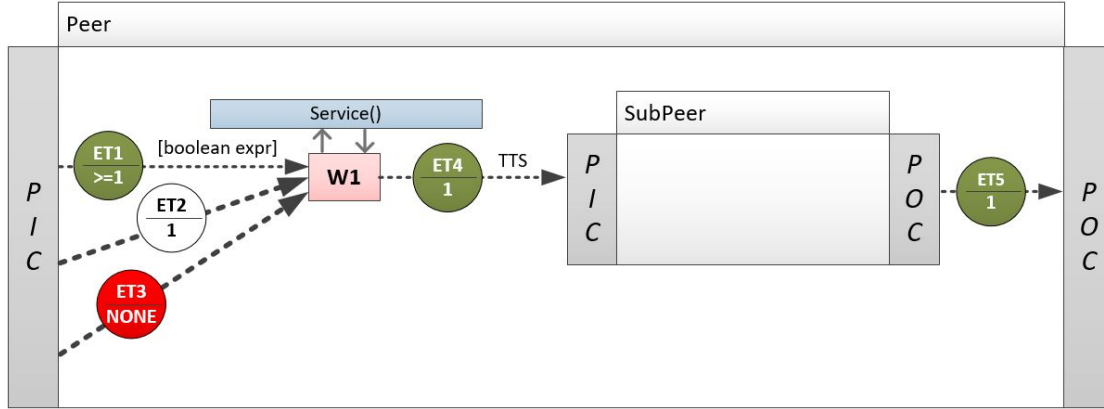 Peer
P
I
C
ET1
>=1
[boolean expr]
ET2
1
ET3
NONE
Service()
W1
ET4
1
TTS
SubPeer
P
I
C
P
O
C
ET5
1
P
O
C